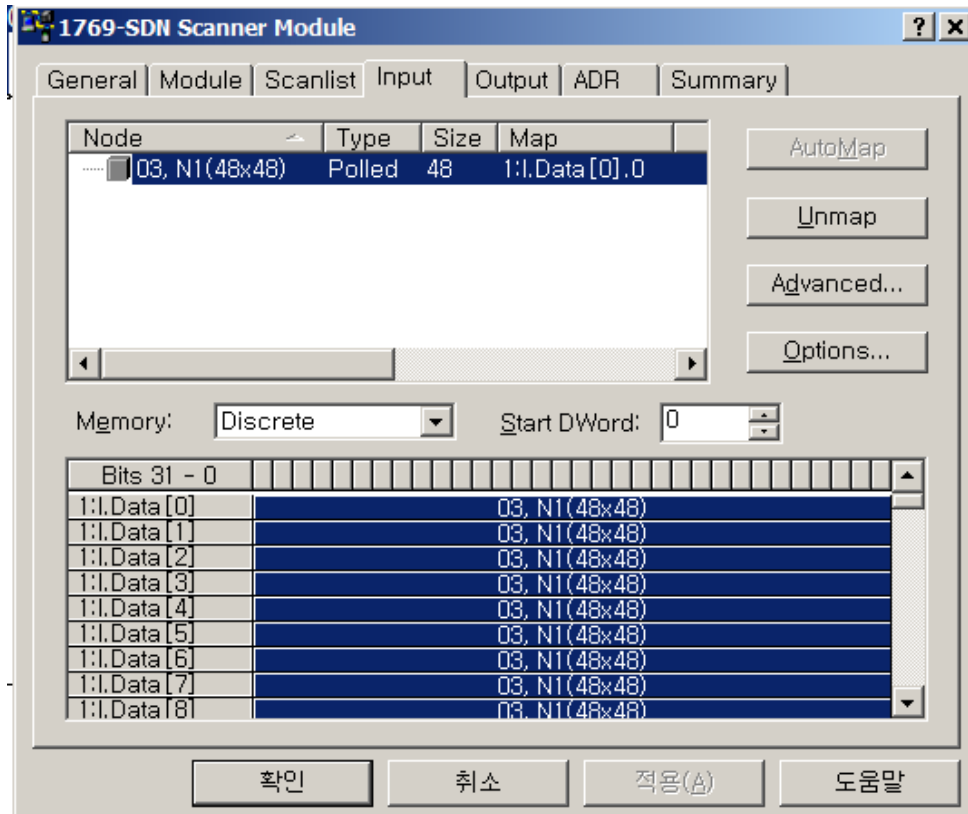 1769-SDN Scanner Module
General Module Scanlist Input Output ADR Summary
Node Type Size Map
03, N1(48x48) Polled 48 1:I.Data[0].0
AutoMap
Unmap
Advanced...
Options...
Memory: Discrete Start DWord: 0
Bits 31 - 0
1:I.Data[0] 03, N1(48x48)
1:I.Data[1] 03, N1(48x48)
1:I.Data[2] 03, N1(48x48)
1:I.Data[3] 03, N1(48x48)
1:I.Data[4] 03, N1(48x48)
1:I.Data[5] 03, N1(48x48)
1:I.Data[6] 03, N1(48x48)
1:I.Data[7] 03, N1(48x48)
1:I.Data[8] 03, N1(48x48)
확인 취소 적용(A) 도움말